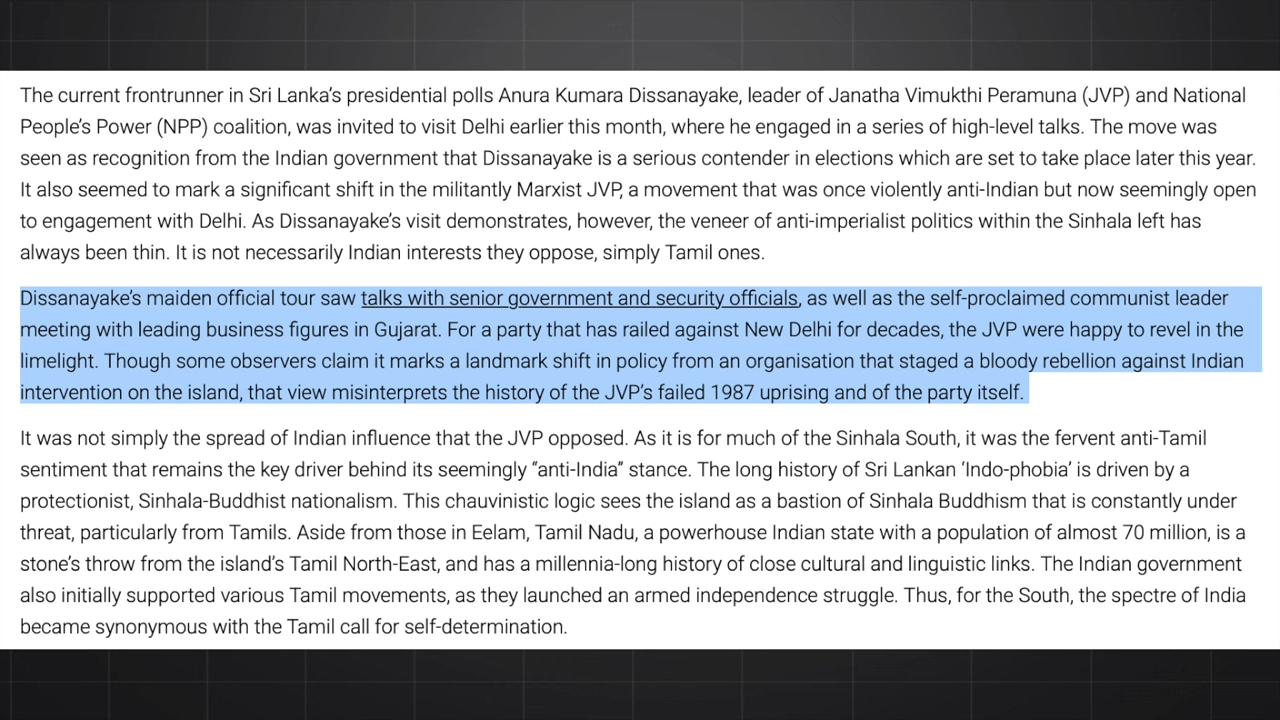 The current frontrunner in Sri Lanka’s presidential polls Anura Kumara Dissanayake, leader of Janatha Vimukthi Peramuna (JVP) and National
People’s Power (NPP) coalition, was invited to visit Delhi earlier this month, where he engaged in a series of high-level talks. The move was
seen as recognition from the Indian government that Dissanayake is a serious contender in elections which are set to take place later this year.
It also seemed to mark a significant shift in the militantly Marxist JVP, a movement that was once violently anti-Indian but now seemingly open
to engagement with Delhi. As Dissanayake’s visit demonstrates, however, the veneer of anti-imperialist politics within the Sinhala left has
always been thin. It is not necessarily Indian interests they oppose, simply Tamil ones.
Dissanayake’s maiden official tour saw talks with senior government and security officials, as well as the self-proclaimed communist leader
meeting with leading business figures in Gujarat. For a party that has railed against New Delhi for decades, the JVP were happy to revel in the
limelight. Though some observers claim it marks a landmark shift in policy from an organisation that staged a bloody rebellion against Indian
intervention on the island, that view misinterprets the history of the JVP’s failed 1987 uprising and of the party itself.
It was not simply the spread of Indian influence that the JVP opposed. As it is for much of the Sinhala South, it was the fervent anti-Tamil
sentiment that remains the key driver behind its seemingly “anti-India” stance. The long history of Sri Lankan ‘Indo-phobia’ is driven by a
protectionist, Sinhala-Buddhist nationalism. This chauvinistic logic sees the island as a bastion of Sinhala Buddhism that is constantly under
threat, particularly from Tamils. Aside from those in Eelam, Tamil Nadu, a powerhouse Indian state with a population of almost 70 million, is a
stone’s throw from the island’s Tamil North-East, and has a millennia-long history of close cultural and linguistic links. The Indian government
also initially supported various Tamil movements, as they launched an armed independence struggle. Thus, for the South, the spectre of India
became synonymous with the Tamil call for self-determination.